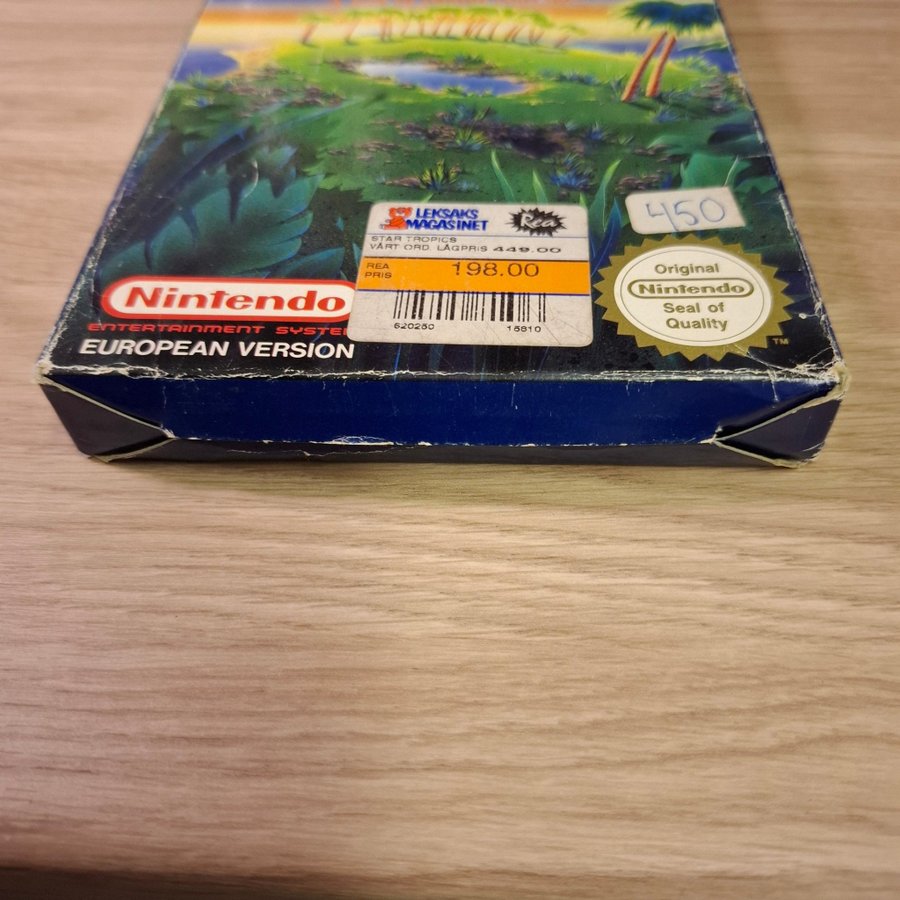 LEKSAKS
MAGASINET
Rea
STAR TROPICS
VÅRT ORD. LÅGPRIS 449.00
REA
PRIS
198.00
620250 15810
450
Nintendo
ENTERTAINMENT SYSTEM
EUROPEAN VERSION
Original
Nintendo
Seal of
Quality
TM